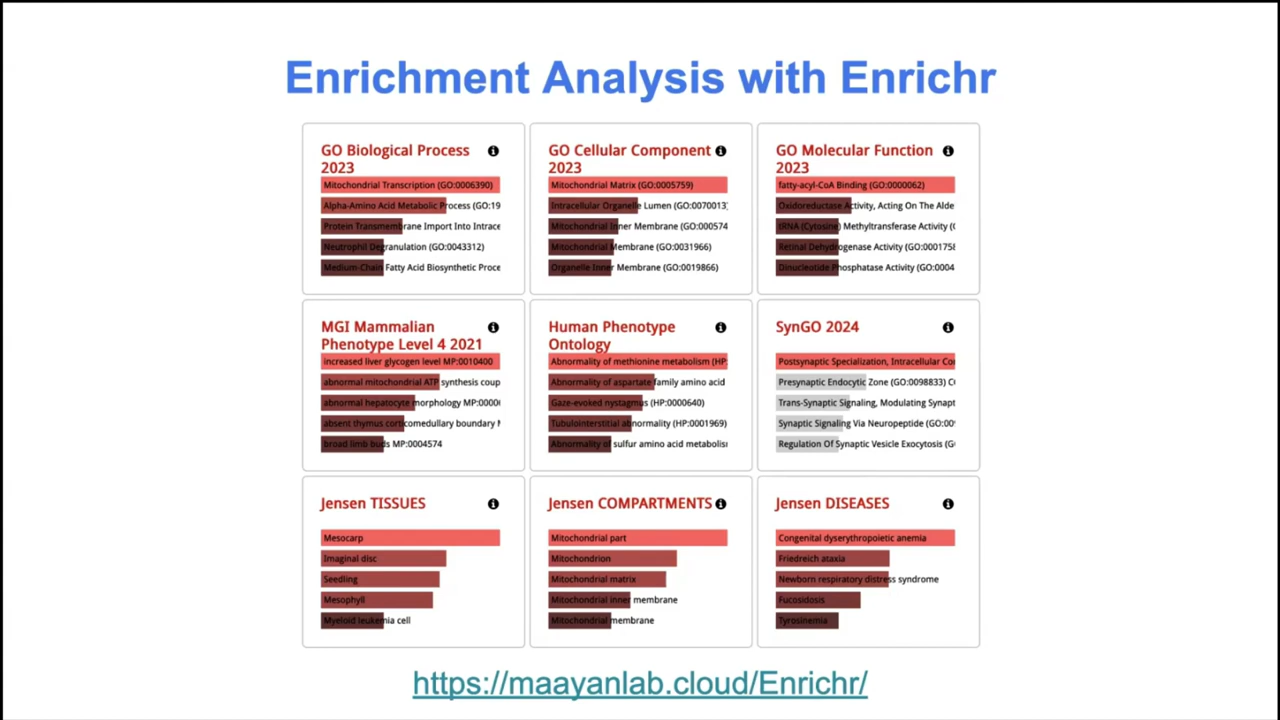 Enrichment Analysis with Enrichr
GO Biological Process
2023
Mitochondrial Transcription (GO:0006390)
Alpha-Amino Acid Metabolic Process (GO:19
Protein Transmembrane Import Into Intrace
Neutrophil Degranulation (GO:0043312)
Medium-Chain Fatty Acid Biosynthetic Proce
GO Cellular Component
2023
Mitochondrial Matrix (GO:0005759)
Intracellular Organelle Lumen (GO:0070013)
Mitochondrial Inner Membrane (GO:000574
Mitochondrial Membrane (GO:0031966)
Organelle Inner Membrane (GO:0019866)
GO Molecular Function
2023
fatty-acyl-CoA Binding (GO:0000062)
Oxidoreductase Activity, Acting On The Alde
tRNA (Cytosine) Methyltransferase Activity (
Retinal Dehydrogenase Activity (GO:000175
Dinucleotide Phosphatase Activity (GO:0004
MGI Mammalian
Phenotype Level 4 2021
increased liver glycogen level MP:0010400
abnormal mitochondrial ATP synthesis coup
abnormal hepatocyte morphology MP:0000
absent thymus corticomedullary boundary
broad limb buds MP:0004574
Human Phenotype
Ontology
Abnormality of methionine metabolism (HP:
Abnormality of aspartate family amino acid
Gaze-evoked nystagmus (HP:0000640)
Tubulointerstitial abnormality (HP:0001969)
Abnormality of sulfur amino acid metabolis
SynGO 2024
Postsynaptic Specialization, Intracellular Co
Presynaptic Endocytic Zone (GO:0098833) C
Trans-Synaptic Signaling, Modulating Synapt
Synaptic Signaling Via Neuropeptide (GO:00
Regulation Of Synaptic Vesicle Exocytosis (G
Jensen TISSUES
Mesocarp
Imaginal disc
Seedling
Mesophyll
Myeloid leukemia cell
Jensen COMPARTMENTS
Mitochondrial part
Mitochondrion
Mitochondrial matrix
Mitochondrial inner membrane
Mitochondrial membrane
Jensen DISEASES
Congenital dyserythropoietic anemia
Friedreich ataxia
Newborn respiratory distress syndrome
Fucosidosis
Tyrosinemia
https://maayanlab.cloud/Enrichr/